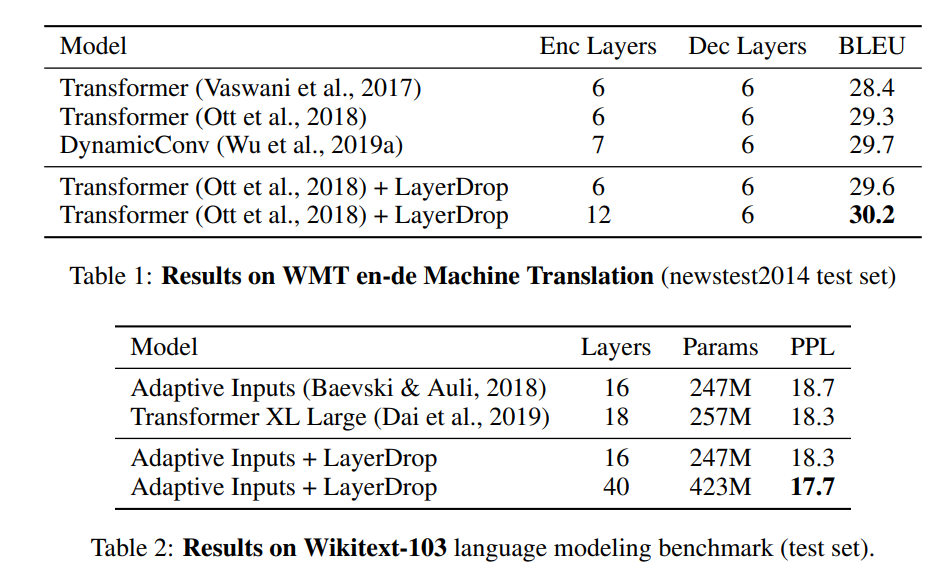 Model Enc Layers Dec Layers BLEU
Transformer (Vaswani et al., 2017) 6 6 28.4
Transformer (Ott et al., 2018) 6 6 29.3
DynamicConv (Wu et al., 2019a) 7 6 29.7
Transformer (Ott et al., 2018) + LayerDrop 6 6 29.6
Transformer (Ott et al., 2018) + LayerDrop 12 6 30.2
Table 1: Results on WMT en-de Machine Translation (newstest2014 test set)
Model Layers Params PPL
Adaptive Inputs (Baevski & Auli, 2018) 16 247M 18.7
Transformer XL Large (Dai et al., 2019) 18 257M 18.3
Adaptive Inputs + LayerDrop 16 247M 18.3
Adaptive Inputs + LayerDrop 40 423M 17.7
Table 2: Results on Wikitext-103 language modeling benchmark (test set).